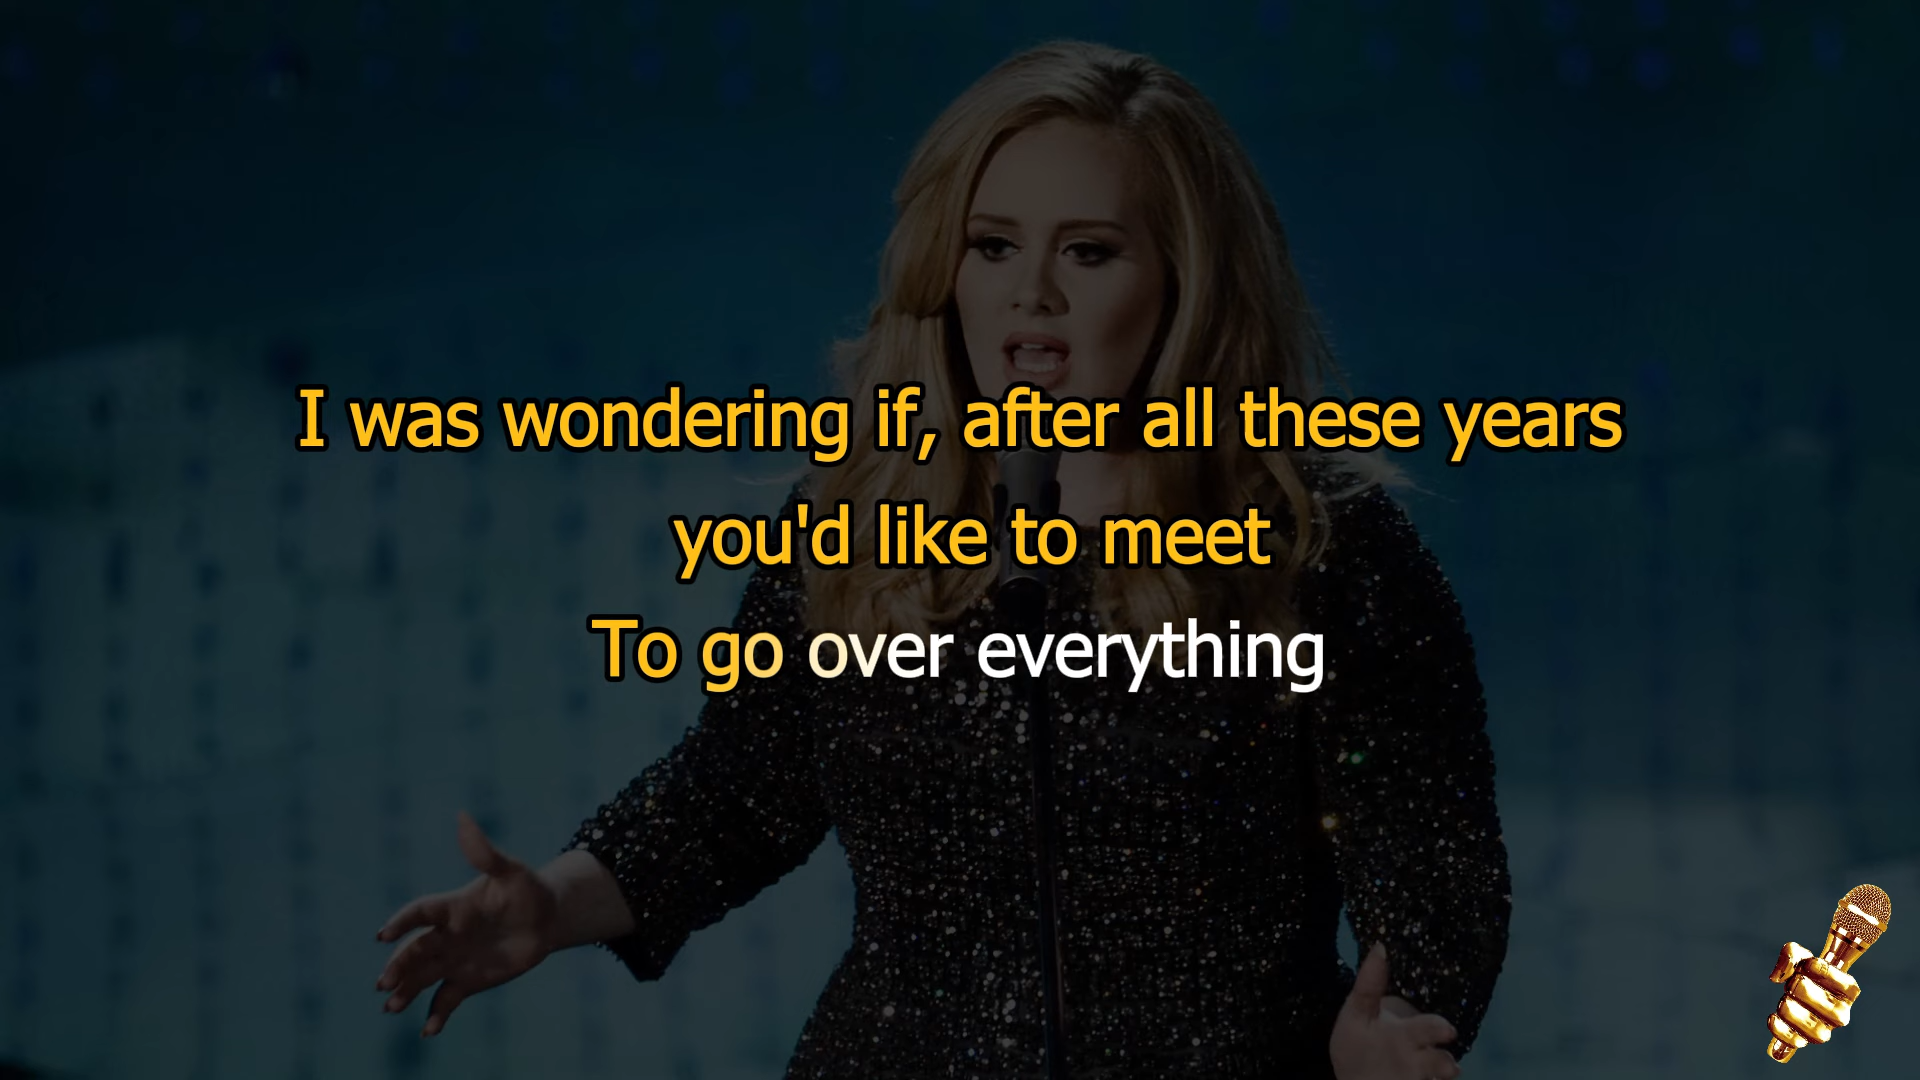 I was wondering if, after all these years
you'd like to meet
To go over everything